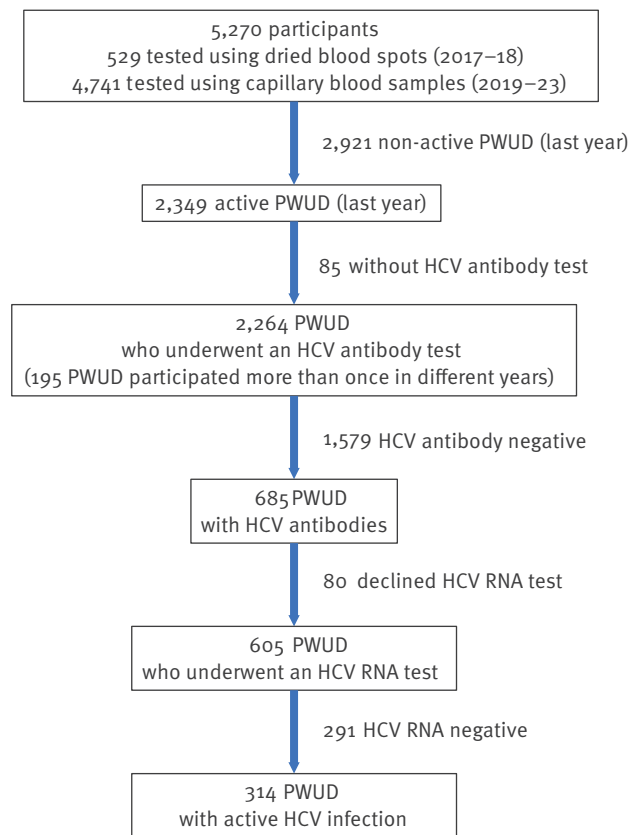 5,270 participants
529 tested using dried blood spots (2017–18)
4,741 tested using capillary blood samples (2019–23)
2,921 non-active PWUD (last year)
2,349 active PWUD (last year)
85 without HCV antibody test
2,264 PWUD
who underwent an HCV antibody test
(195 PWUD participated more than once in different years)
1,579 HCV antibody negative
685 PWUD
with HCV antibodies
80 declined HCV RNA test
605 PWUD
who underwent an HCV RNA test
291 HCV RNA negative
314 PWUD
with active HCV infection